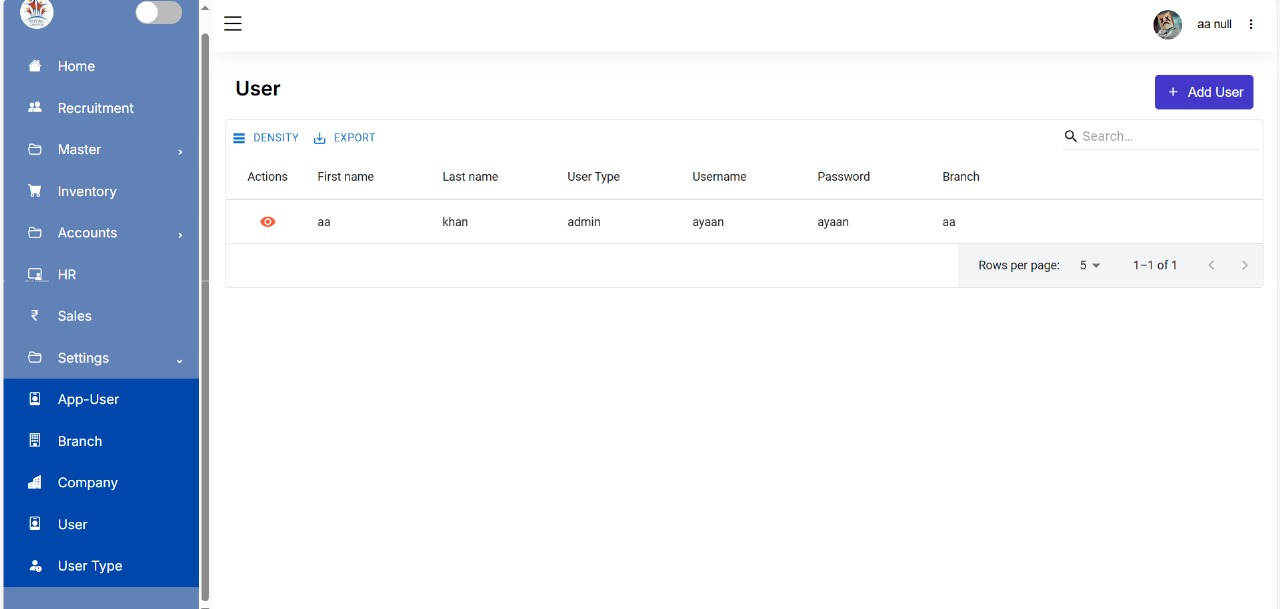 aa null
Home
Recruitment
Master
Inventory
Accounts
HR
₹ Sales
Settings
App-User
Branch
Company
User
User Type
User
+ Add User
DENSITY EXPORT Search...
Actions First name Last name User Type Username Password Branch
aa khan admin ayaan ayaan aa
Rows per page: 5 1–1 of 1